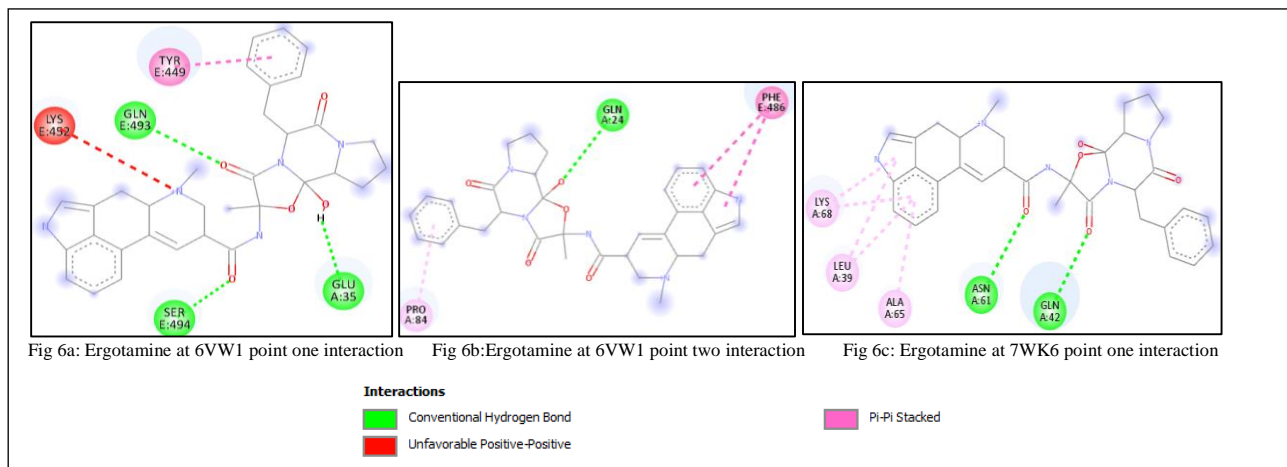 TYR
E:449
GLN
E:493
LYS
E:452
N
O
O
N
N
N
O
O
H
N
N
O
SER
E:494
GLU
A:35
GLN
A:24
PHE
E:486
N
O
O
N
N
O
O
N
O
N
N
PRO
A:84
N
N
O
O
N
N
N
O
O
O
LYS
A:68
LEU
A:39
ALA
A:65
ASN
A:61
GLN
A:42
Fig 6a: Ergotamine at 6VW1 point one interaction
Fig 6b:Ergotamine at 6VW1 point two interaction
Fig 6c: Ergotamine at 7WK6 point one interaction
Interactions
Conventional Hydrogen Bond
Pi-Pi Stacked
Unfavorable Positive-Positive